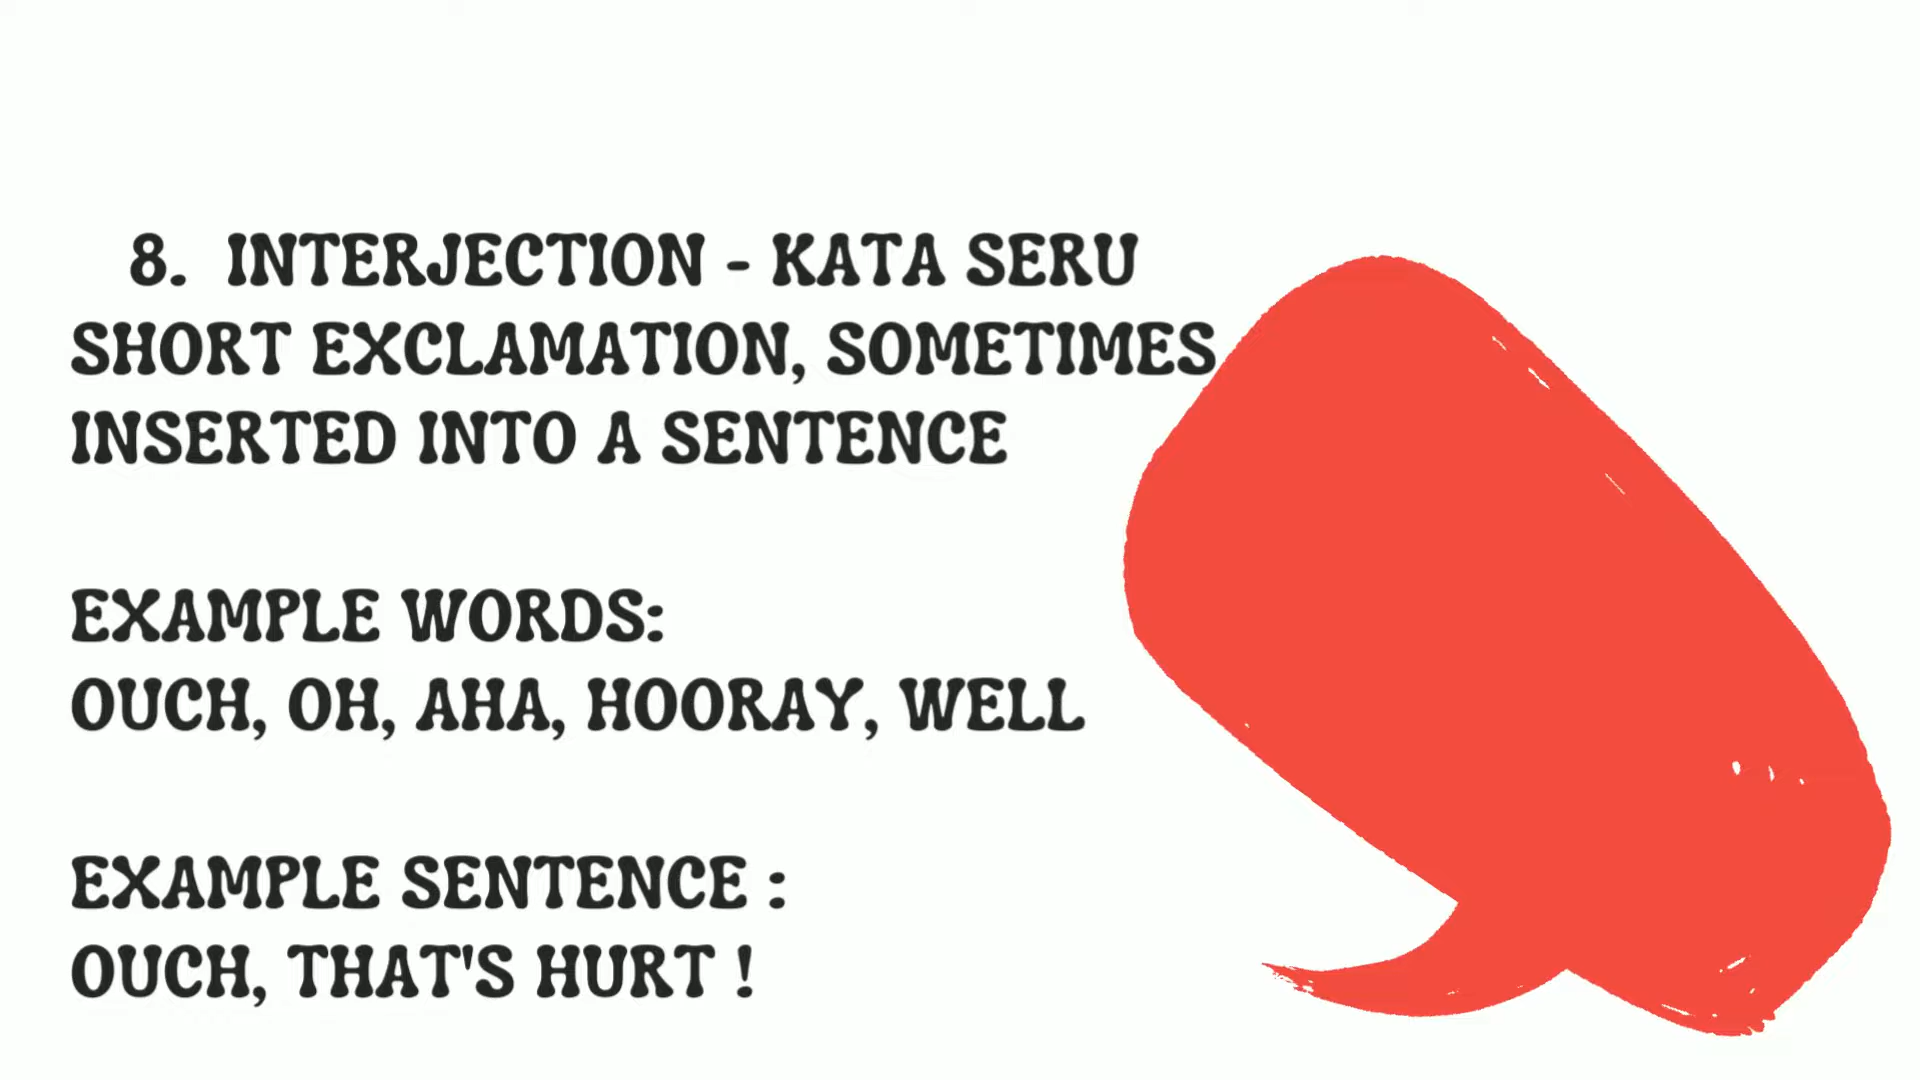 8. INTERJECTION - KATA SERU
SHORT EXCLAMATION, SOMETIMES
INSERTED INTO A SENTENCE
EXAMPLE WORDS:
OUCH, OH, AHA, HOORAY, WELL
EXAMPLE SENTENCE :
OUCH, THAT'S HURT !